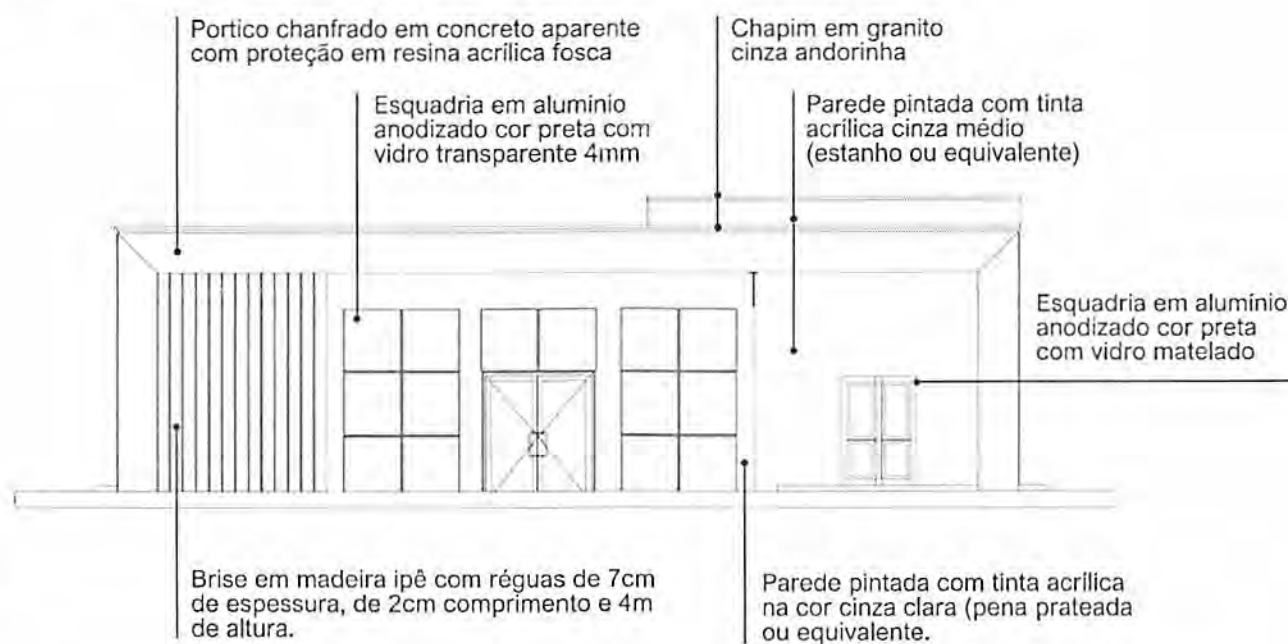 Portico chanfrado em concreto aparente
com proteção em resina acrílica fosca
Chapim em granito
cinza andorinha
Esquadria em aluminio
anodizado cor preta com
vidro transparente 4mm
Parede pintada com tinta
acrílica cinza médio
(estanho ou equivalente)
Esquadria em alumínio
anodizado cor preta
com vidro matelado
Brise em madeira ipê com réguas de 7cm
de espessura, de 2cm comprimento e 4m
de altura.
Parede pintada com tinta acrílica
na cor cinza clara (pena prateada
ou equivalente.